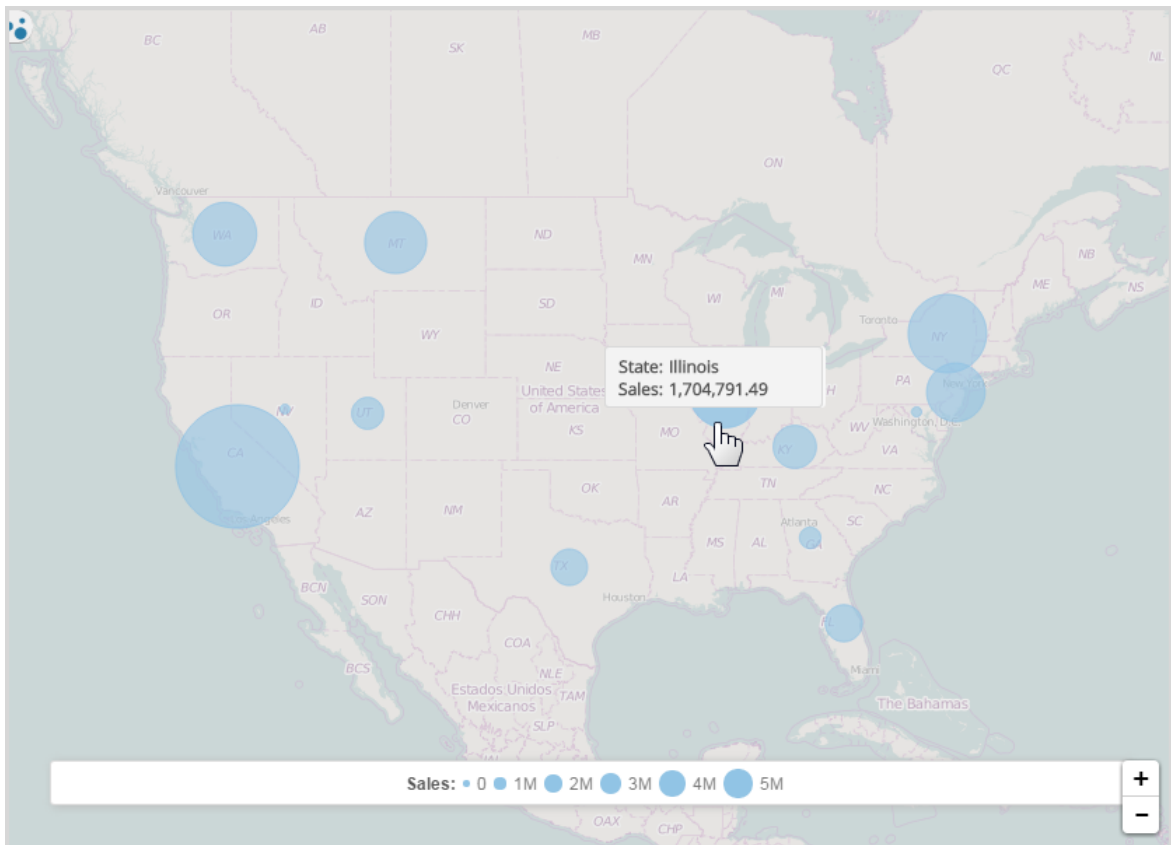 BC
AB
SK
MB
NL
QC
ON
Vancouver
WA
MT
ND
MN
NB
ME
NS
OR
ID
SD
WI
MI
Toronto
WY
NY
State: Illinois
Sales: 1,704,791.49
NE
United States
of America
PA
NV
UT
Denver
CO
KS
MO
KY
WV
Washington, D.C.
VA
CA
Los Angeles
AZ
NM
OK
AR
TN
NC
MS
AL
Atlanta
GA
SC
TX
LA
Houston
BCN
SON
CHH
FL
COA
BCS
NLE
Miami
Estados Unidos
Mexicanos
TAM
The Bahamas
SLP
Sales: 0 1M 2M 3M 4M 5M
+
−
OAX
CHP